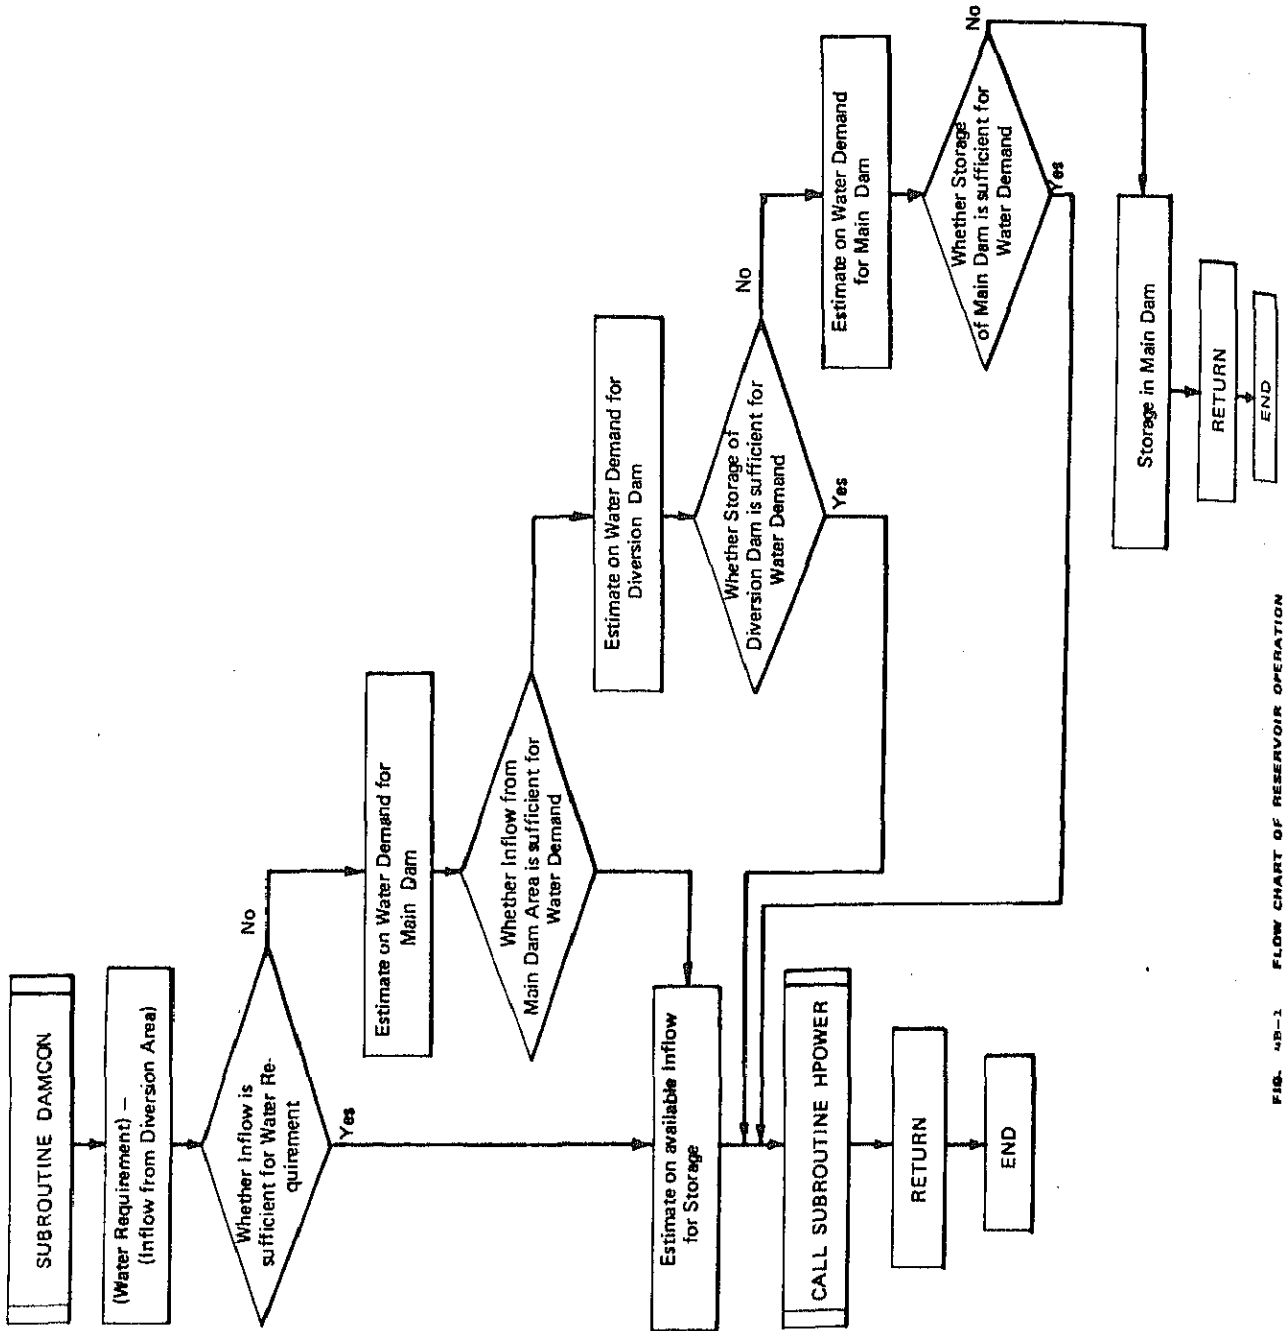 SUBROUTINE DAMCON
(Water Requirement) –
(Inflow from Diversion Area)
Whether Inflow is
sufficient for Water Re-
quirement
No
Yes
Estimate on Water Demand for
Main Dam
Whether Inflow from
Main Dam Area is sufficient for
Water Demand
Estimate on Water Demand for
Diversion Dam
Whether Storage of
Diversion Dam is sufficient for
Water Demand
No
Yes
Estimate on Water Demand
for Main Dam
Whether Storage
of Main Dam is sufficient for
Water Demand
No
Yes
Storage in Main Dam
RETURN
END
Estimate on available Inflow
for Storage
CALL SUBROUTINE HPOWER
RETURN
END
FIG. 4B-1 FLOW CHART OF RESERVOIR OPERATION